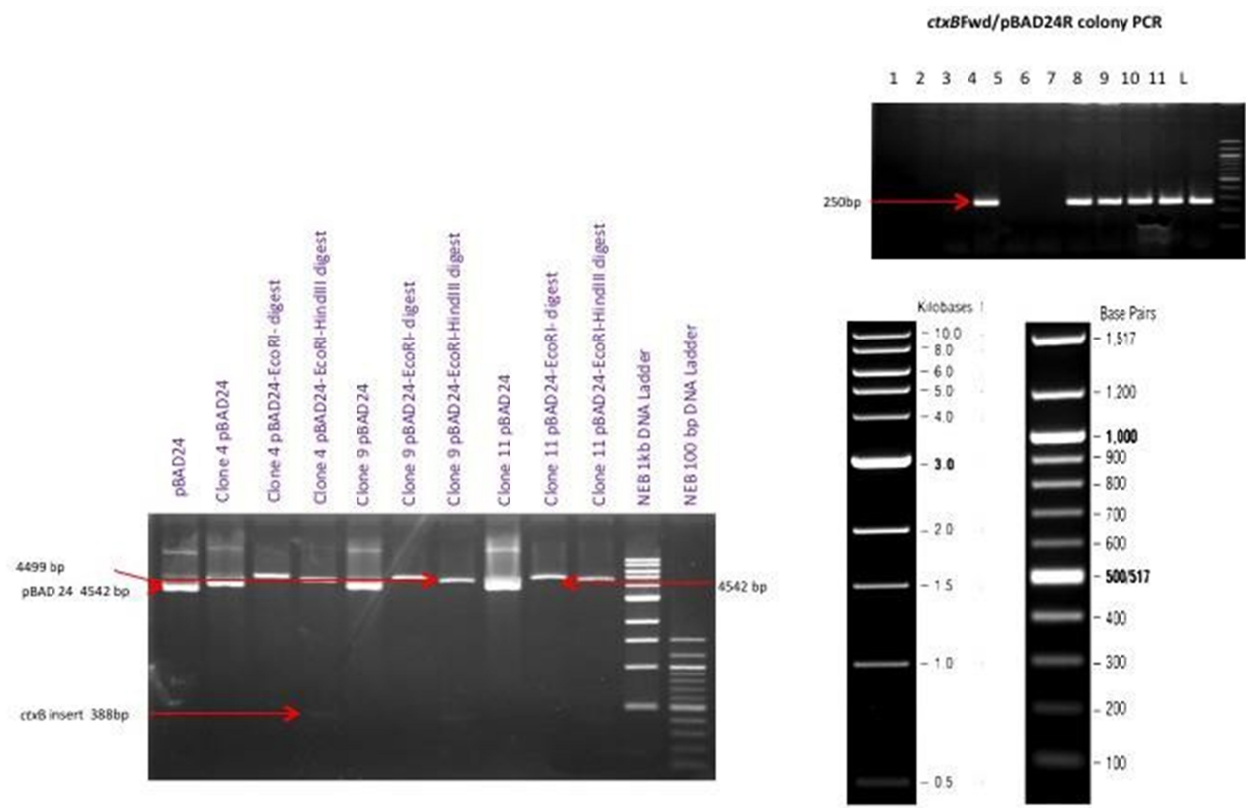 ctxBFwd/pBAD24R colony PCR
1 2 3 4 5 6 7 8 9 10 11 L
250bp
pBAD24
Clone 4 pBAD24
Clone 4 pBAD24-EcoRI- digest
Clone 4 pBAD24-EcoRI-HindIII digest
Clone 9 pBAD24
Clone 9 pBAD24-EcoRI- digest
Clone 9 pBAD24-EcoRI-HindIII digest
Clone 11 pBAD24
Clone 11 pBAD24-EcoRI- digest
Clone 11 pBAD24-EcoRI-HindIII digest
NEB 1kb DNA Ladder
NEB 100 bp DNA Ladder
4499 bp
pBAD 24 4542 bp
4542 bp
ctxB insert 388bp
Kilobases
10.0
8.0
6.0
5.0
4.0
3.0
2.0
1.5
1.0
0.5
Base Pairs
1,517
1,200
1,000
900
800
700
600
500/517
400
300
200
100